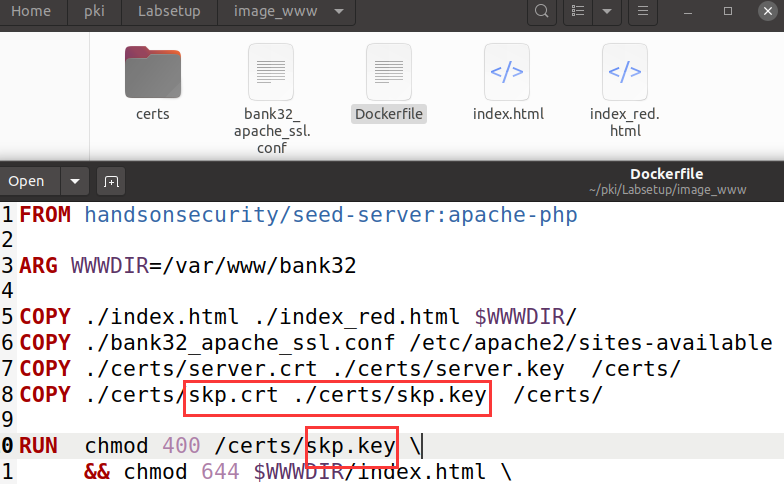 Home pki Labsetup image_www
certs
bank32_
apache_ssl.
conf
Dockerfile
index.html
index_red.
html
</>
</>
Open
Dockerfile
~/pki/Labsetup/image_www
1 FROM handsonsecurity/seed-server:apache-php
2
3 ARG WWWDIR=/var/www/bank32
4
5 COPY ./index.html ./index_red.html $WWWDIR/
6 COPY ./bank32_apache_ssl.conf /etc/apache2/sites-available
7 COPY ./certs/server.crt ./certs/server.key  /certs/
8 COPY ./certs/skp.crt ./certs/skp.key  /certs/
9
0 RUN  chmod 400 /certs/skp.key \
1      && chmod 644 $WWWDIR/index.html \